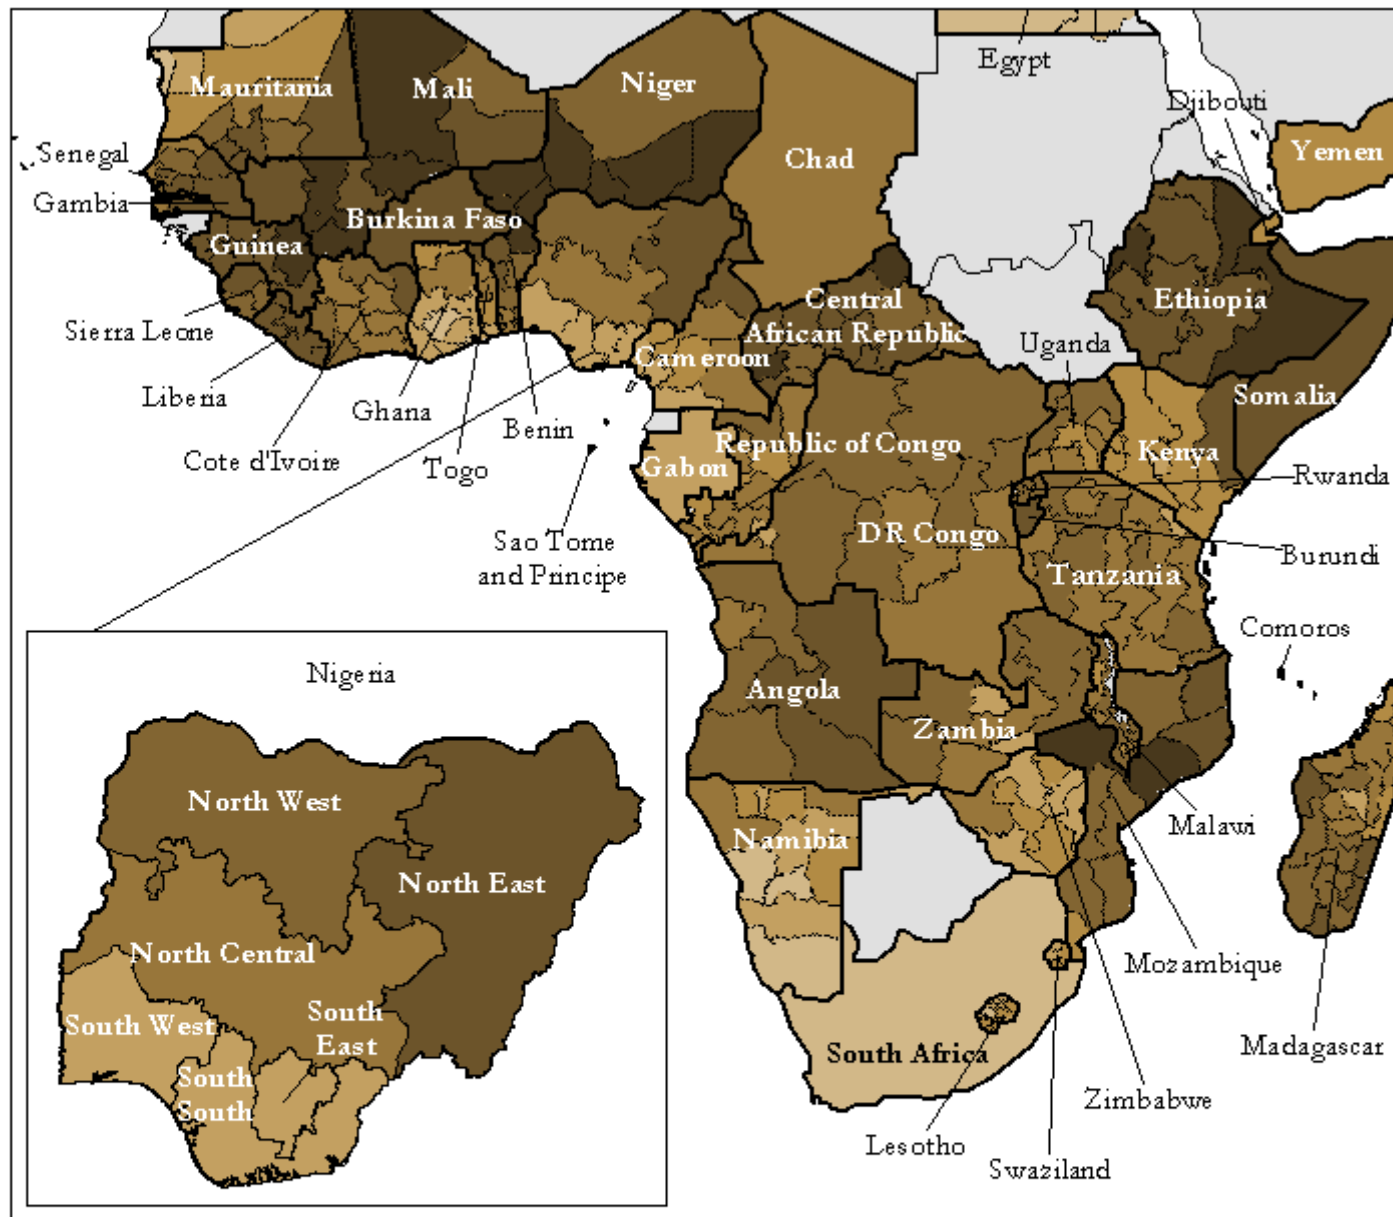 Egypt
Djibouti
Mauritania
Mali
Niger
Chad
Yemen
Senegal
Gambia
Burkina Faso
Guinea
Ethiopia
Central
African Republic
Sierra Leone
Uganda
Cameroon
Liberia
Ghana
Somalia
Benin
Republic of Congo
Cote d'Ivoire
Togo
Gabon
Kenya
Rwanda
DR Congo
Sao Tome
and Principe
Burundi
Tanzania
Comoros
Nigeria
Angola
Zambia
North West
Namibia
Malawi
North East
North Central
Mozambique
South West
South
East
South Africa
Madagascar
South
South
Zimbabwe
Lesotho
Swaziland